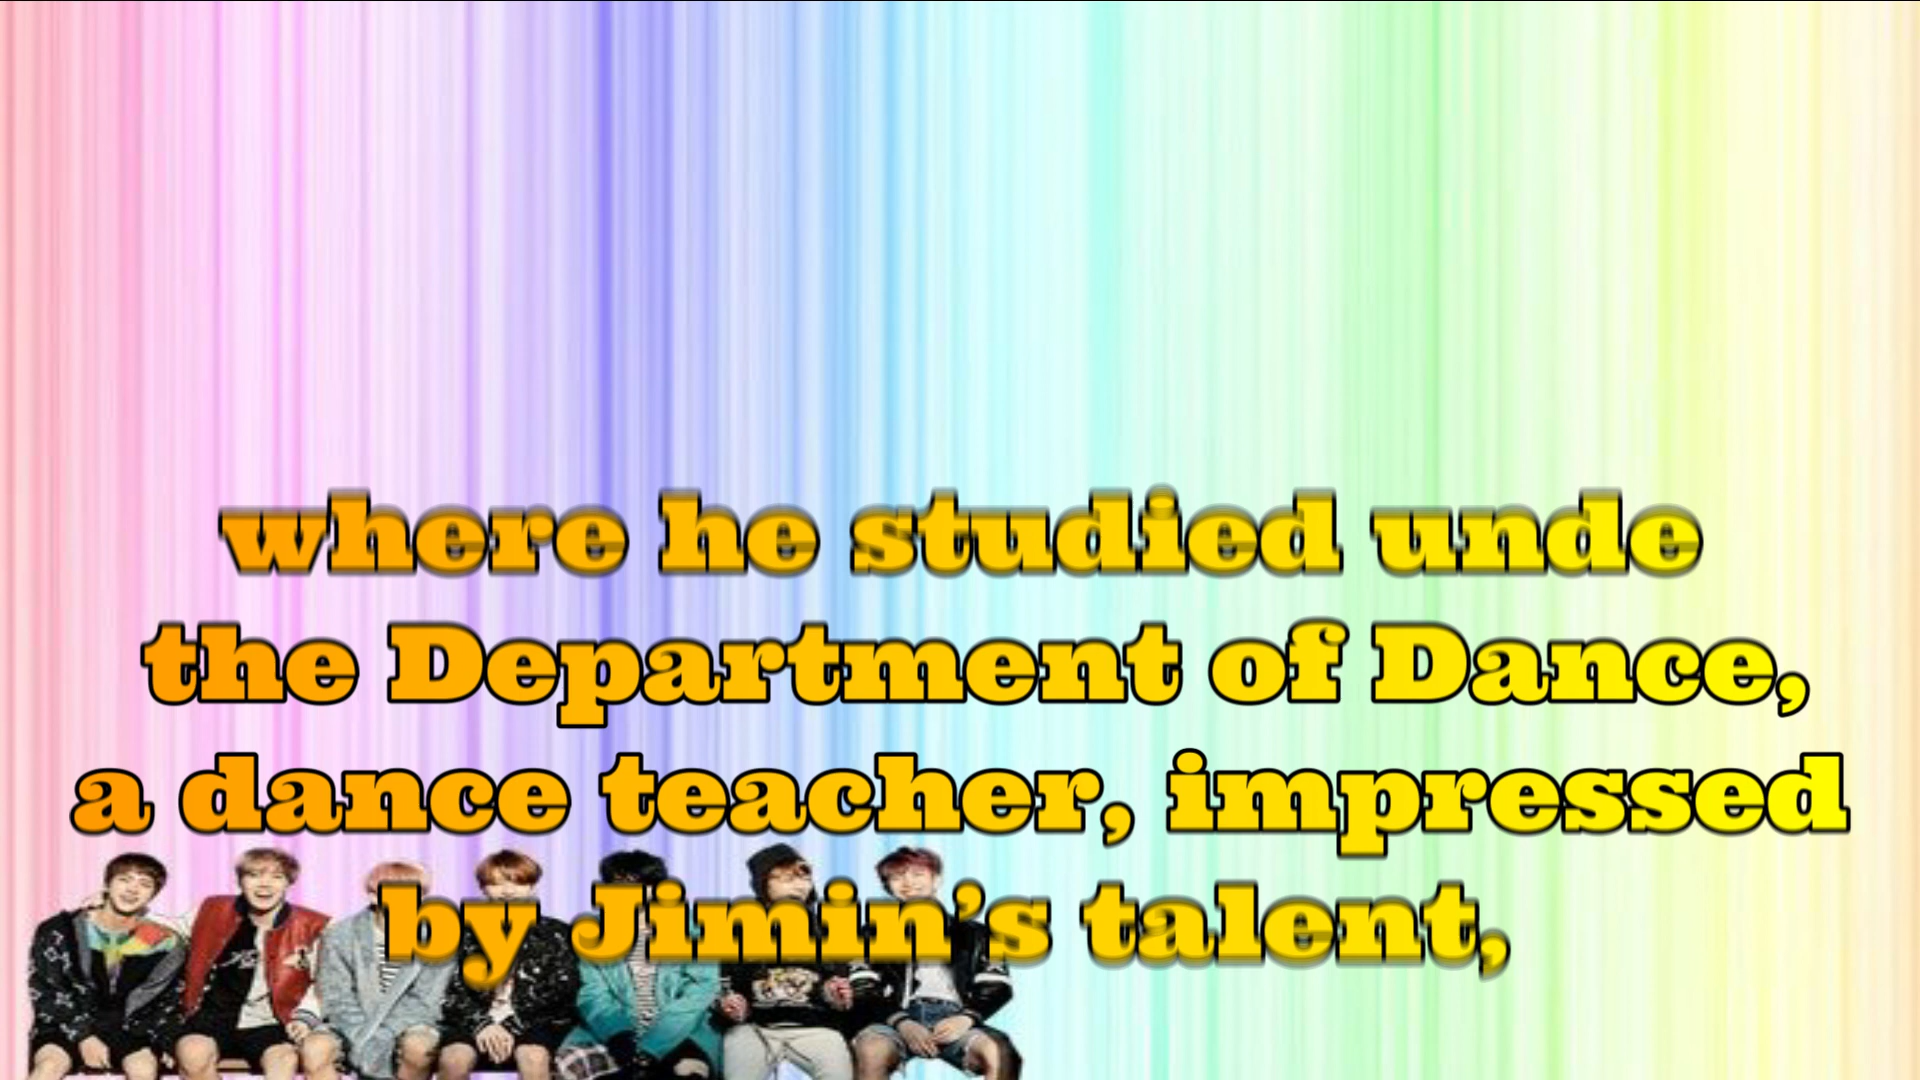 where he studied unde
the Department of Dance,
a dance teacher, impressed
by Jimin’s talent,